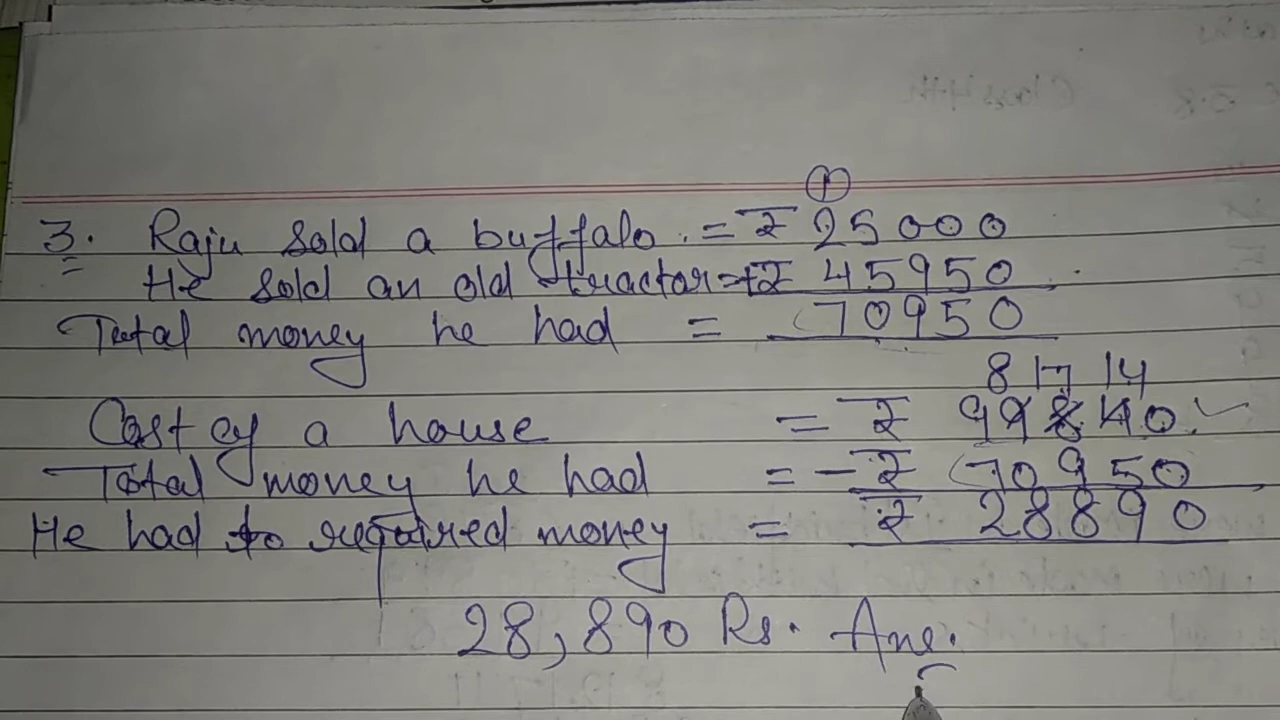 1
3. Raju sold a buffalo. = ₹ 25000
He sold an old tractor = + ₹ 45950
Total money he had = 70950
8 17 14
Cost of a house = ₹ 99840
Total money he had = - ₹ 70950
He had to required money = ₹ 28890
28,890 Rs. Ans.